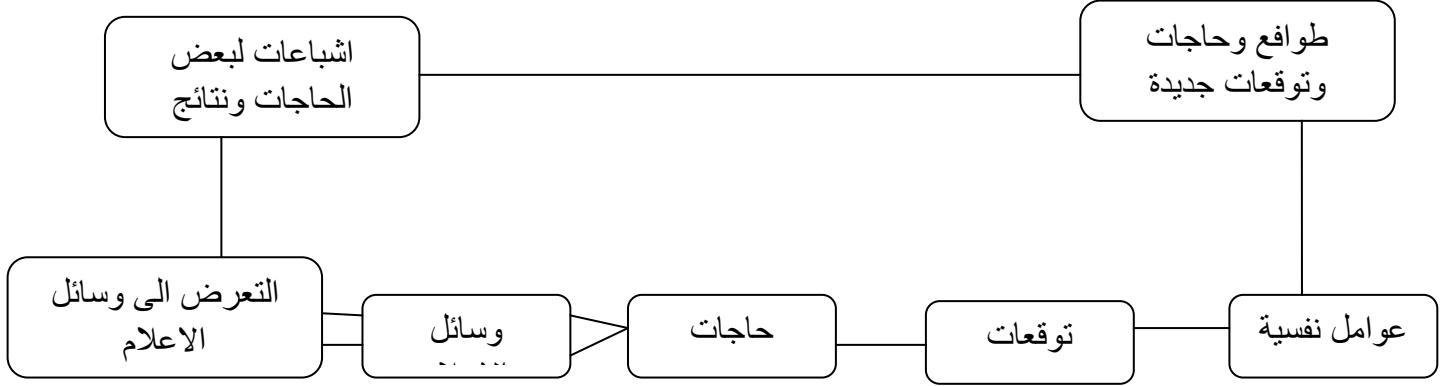 طوافع وحاجات
وتوقعات جديدة
اشباعات لبعض
الحاجات ونتائج
عوامل نفسية
توقعات
حاجات
وسائل
التعرض الى وسائل
الاعلام